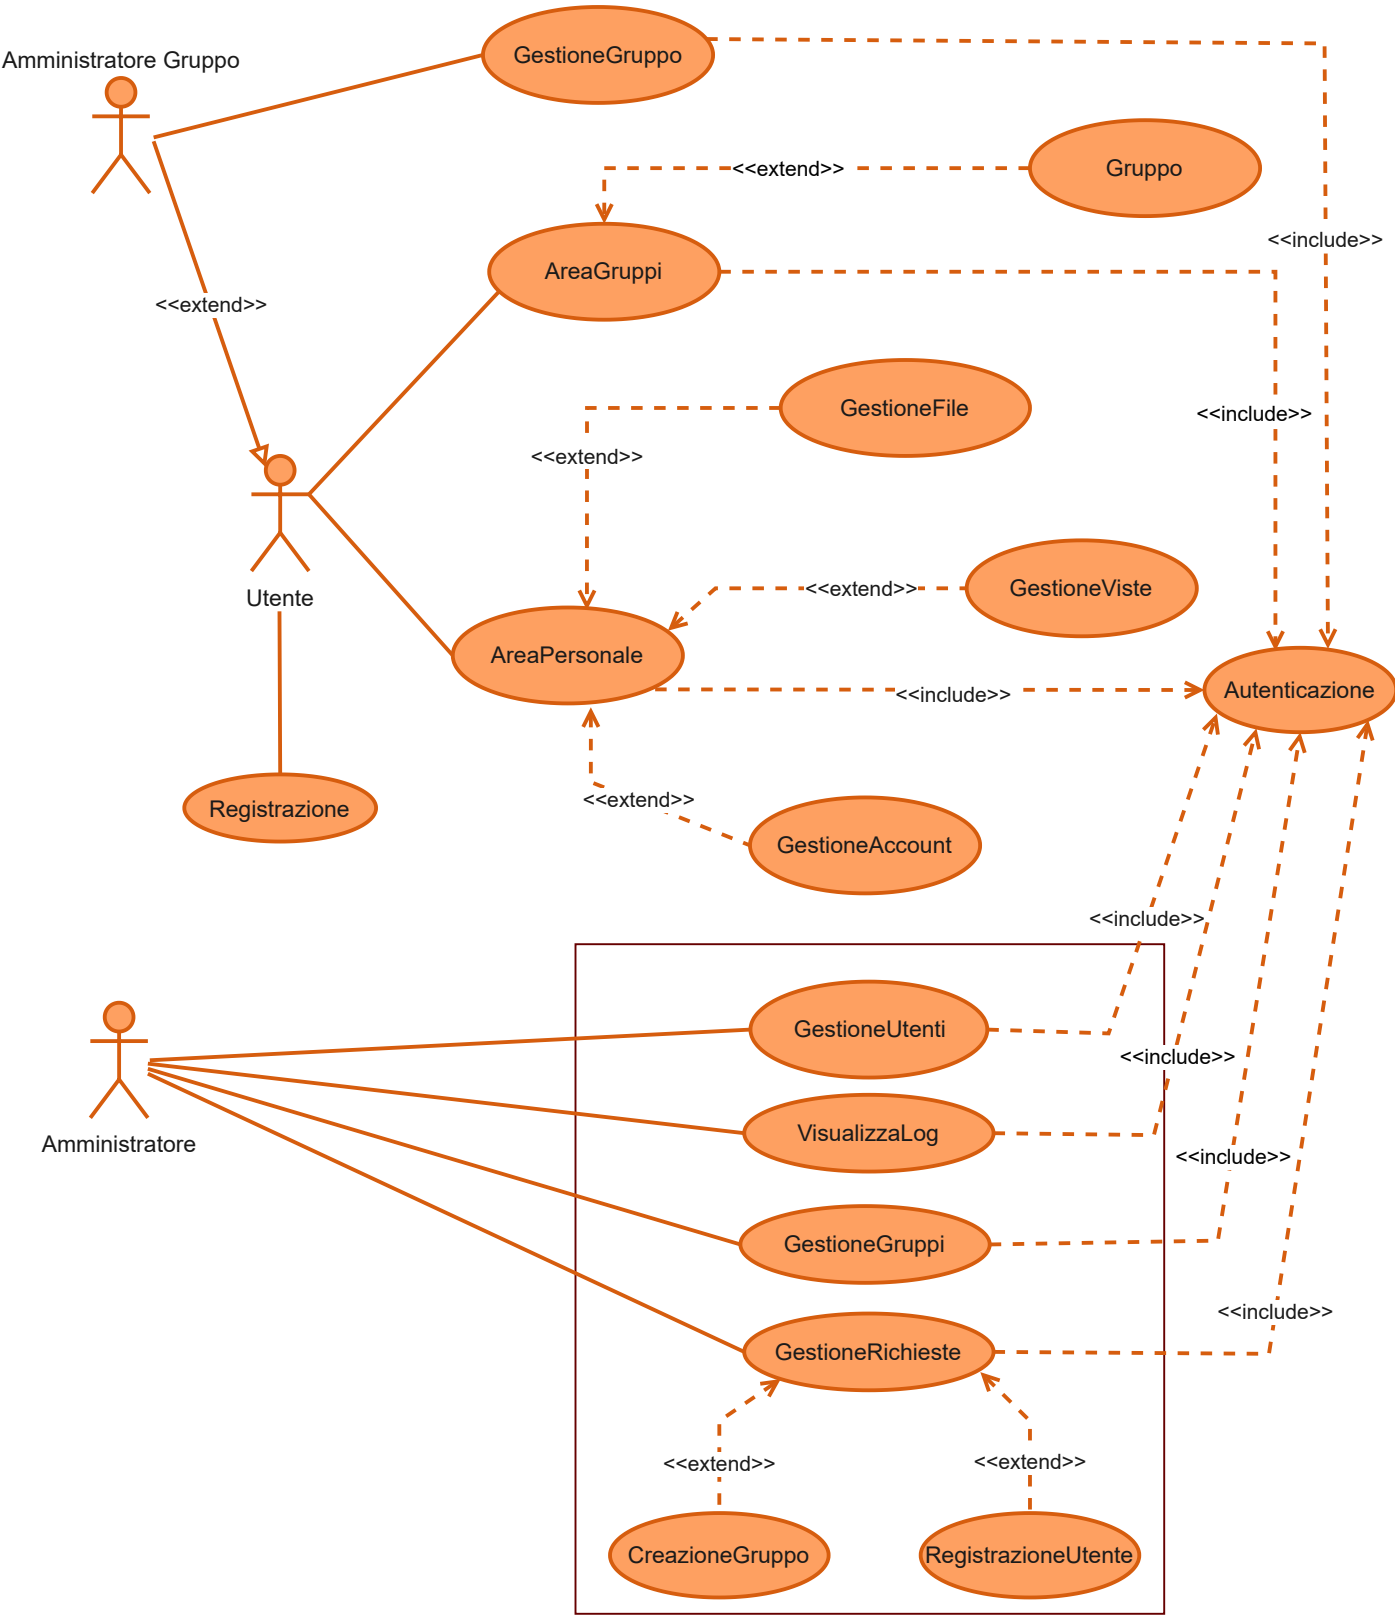 GestioneGruppo
Amministratore Gruppo
<<extend>>
Gruppo
<<include>>
AreaGruppi
<<extend>>
GestioneFile
<<include>>
<<extend>>
<<extend>>
GestioneViste
Utente
AreaPersonale
<<include>>
Autenticazione
<<extend>>
Registrazione
GestioneAccount
<<include>>
GestioneUtenti
<<include>>
VisualizzaLog
Amministratore
<<include>>
GestioneGruppi
<<include>>
GestioneRichieste
<<extend>>
<<extend>>
CreazioneGruppo
RegistrazioneUtente